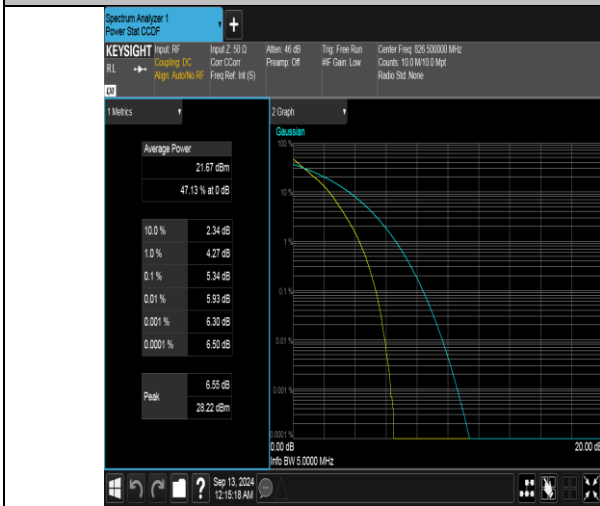 Spectrum Analyzer 1
Power Stat CCDF
KEYSIGHT Input: RF Input Z: 50 Ω Atten: 46 dB Trig: Free Run Center Freq: 826.500000 MHz
RL Coupling: DC Corr CCorr Preamp: Off #IF Gain: Low Counts: 10.0 M/10.0 Mpt
Align: Auto/No RF Freq Ref: Int (S) Radio Std: None
1 Metrics 2 Graph
Gaussian
Average Power
21.67 dBm
47.13 % at 0 dB
10.0 % 2.34 dB
1.0 % 4.27 dB
0.1 % 5.34 dB
0.01 % 5.93 dB
0.001 % 6.30 dB
0.0001 % 6.50 dB
Peak 6.55 dB
28.22 dBm
100 %
10 %
1 %
0.1 %
0.01 %
0.001 %
0.0001 %
0.00 dB 20.00 dB
Info BW 5.0000 MHz
Sep 13, 2024
12:15:18 AM